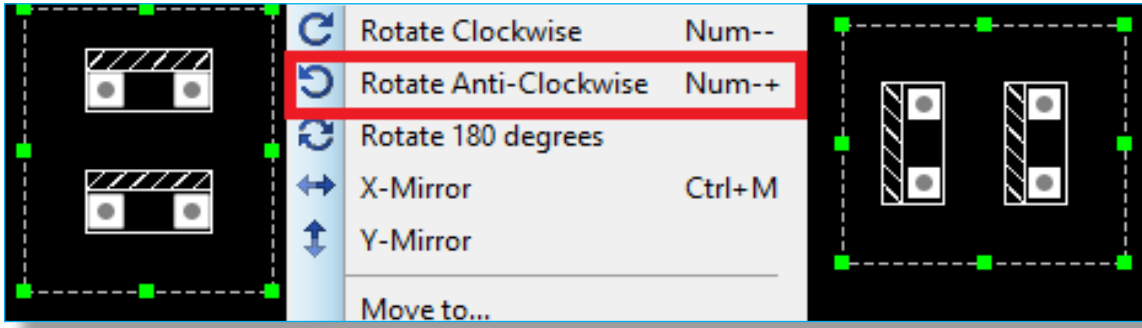 Rotate Clockwise Num--
Rotate Anti-Clockwise Num-+
Rotate 180 degrees
X-Mirror Ctrl+M
Y-Mirror
Move to...